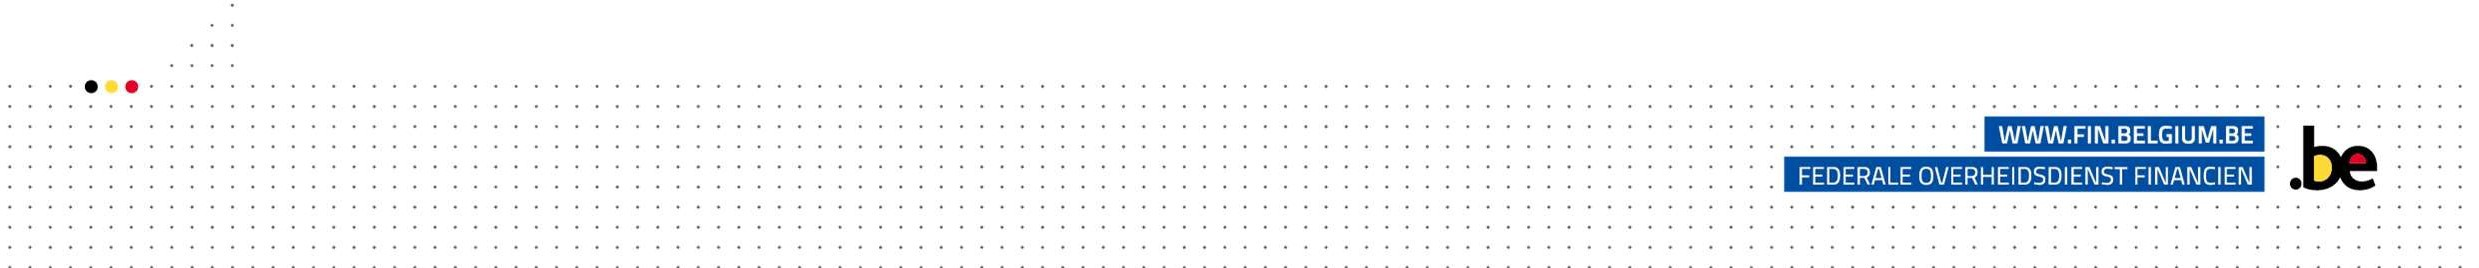 WWW.FIN.BELGIUM.BE
FEDERALE OVERHEIDSDIENST FINANCIEN
.be